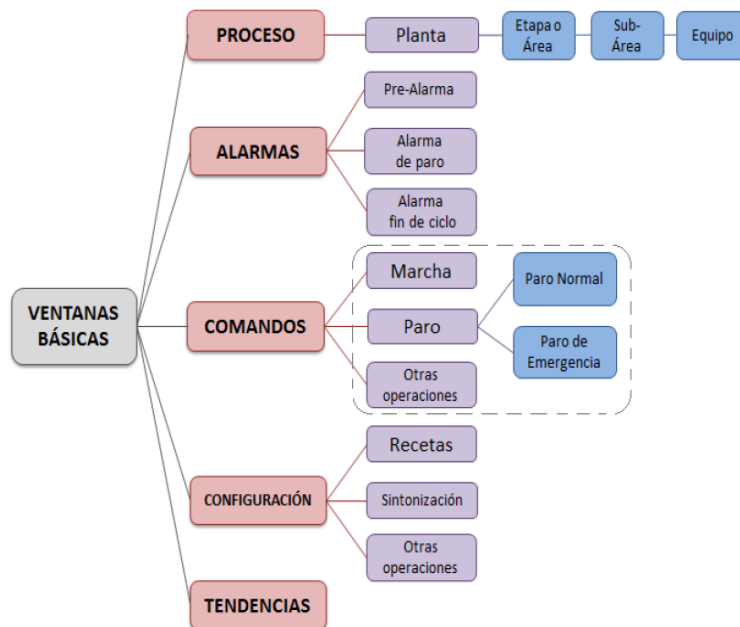 PROCESO
Planta
Etapa o
Área
Sub-
Área
Equipo
Pre-Alarma
ALARMAS
Alarma
de paro
Alarma
fin de ciclo
Marcha
Paro Normal
VENTANAS
BÁSICAS
COMANDOS
Paro
Paro de
Emergencia
Otras
operaciones
Recetas
CONFIGURACIÓN
Sintonización
Otras
operaciones
TENDENCIAS